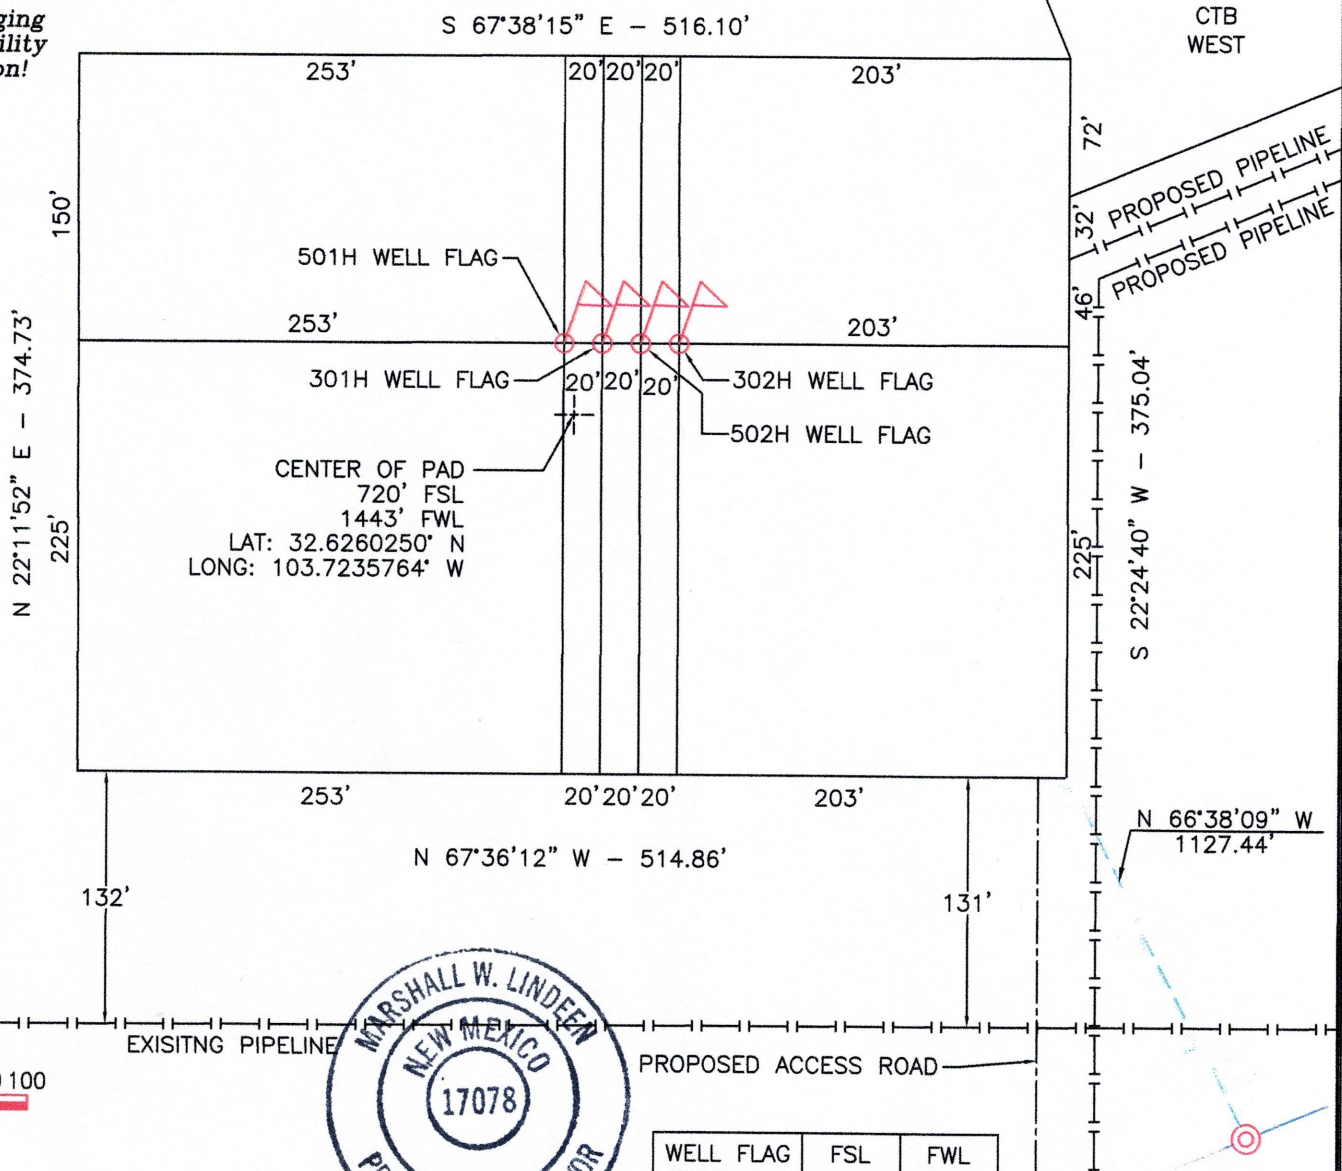 S 67°38'15" E – 516.10'
CTB
WEST
on!
253'
20' 20' 20'
203'
72'
150'
PROPOSED PIPELINE
32'
PROPOSED PIPELINE
501H WELL FLAG
46'
253'
203'
301H WELL FLAG
20' 20' 20'
302H WELL FLAG
502H WELL FLAG
N 22°11'52" E – 374.73'
S 22°24'40" W – 375.04'
CENTER OF PAD
720' FSL
1443' FWL
LAT: 32.6260250° N
LONG: 103.7235764° W
225'
225'
253'
20' 20' 20'
203'
N 66°38'09" W
1127.44'
N 67°36'12" W – 514.86'
132'
131'
MARSHALL W. LINDEEN
NEW MEXICO
17078
EXISITNG PIPELINE
PROPOSED ACCESS ROAD
100
WELL FLAG FSL FWL